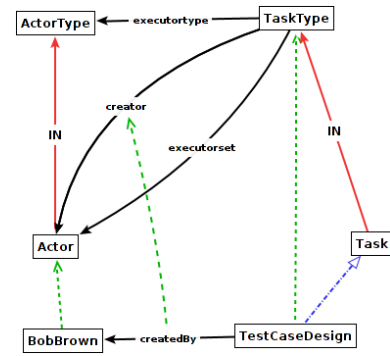 ActorType
executortype
TaskType
creator
IN
IN
executorset
Actor
Task
BobBrown
createdBy
TestCaseDesign